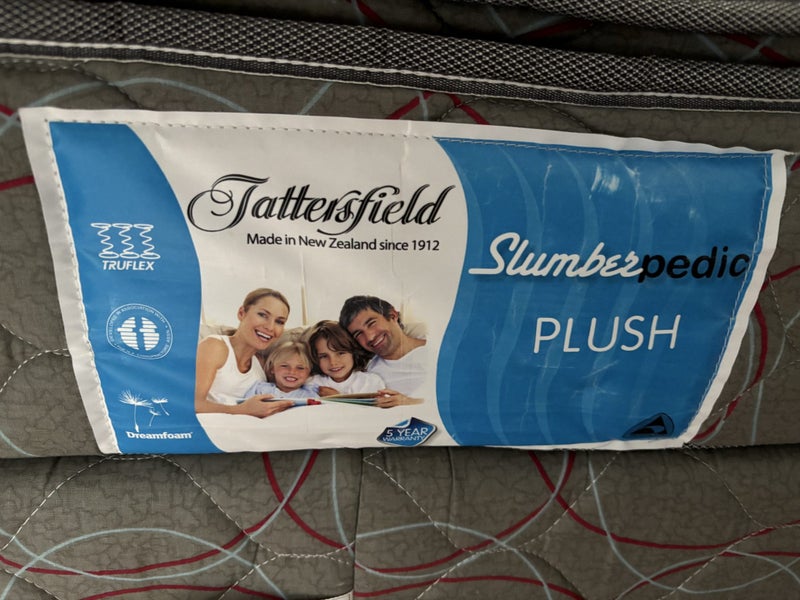 Tattersfield
Made in New Zealand since 1912
TRUFLEX
Dreamfoam
5 YEAR
WARRANTY
Slumberpedic
PLUSH